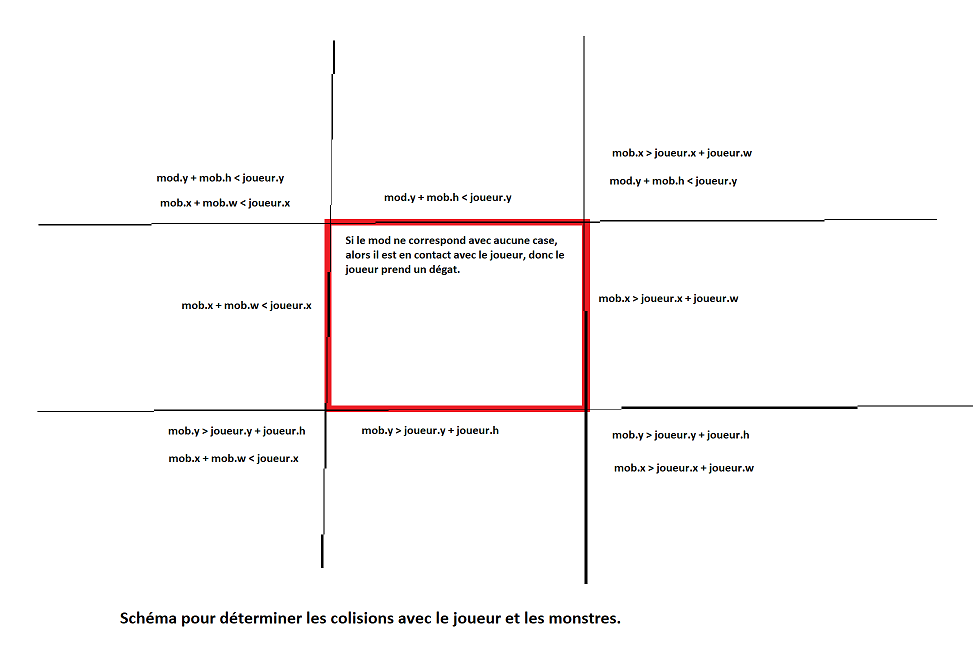 mob.x > joueur.x + joueur.w
mod.y + mob.h < joueur.y
mod.y + mob.h < joueur.y
mob.x + mob.w < joueur.x
mod.y + mob.h < joueur.y
Si le mod ne correspond avec aucune case,
alors il est en contact avec le joueur, donc le
joueur prend un dégat.
mob.x + mob.w < joueur.x
mob.x > joueur.x + joueur.w
mob.y > joueur.y + joueur.h
mob.x + mob.w < joueur.x
mob.y > joueur.y + joueur.h
mob.y > joueur.y + joueur.h
mob.x > joueur.x + joueur.w
Schéma pour déterminer les colisions avec le joueur et les monstres.